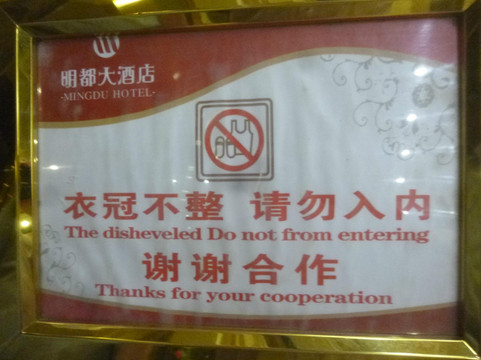 明都大酒店
-MINGDU HOTEL-
衣冠不整 请勿入内
The disheveled Do not from entering
谢谢合作
Thanks for your cooperation